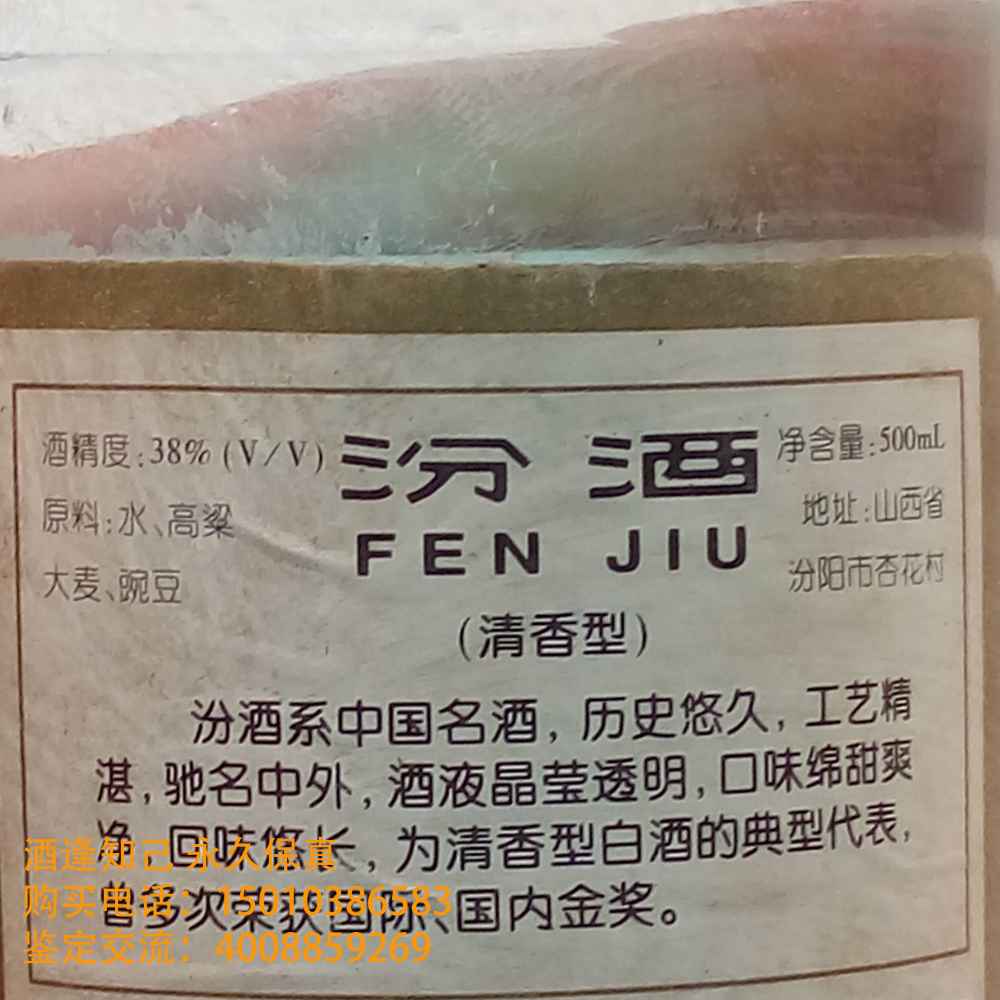 酒精度:38%(V/V)
原料:水、高粱
大麦、豌豆
汾酒
FEN JIU
(清香型)
净含量:500mL
地址:山西省
汾阳市杏花村
汾酒系中国名酒,历史悠久,工艺精
湛,驰名中外,酒液晶莹透明,口味绵甜爽
净,回味悠长,为清香型白酒的典型代表,
曾多次荣获国际、国内金奖。
酒逢知己 永久保真
购买电话:15010386583
鉴定交流:4008859269